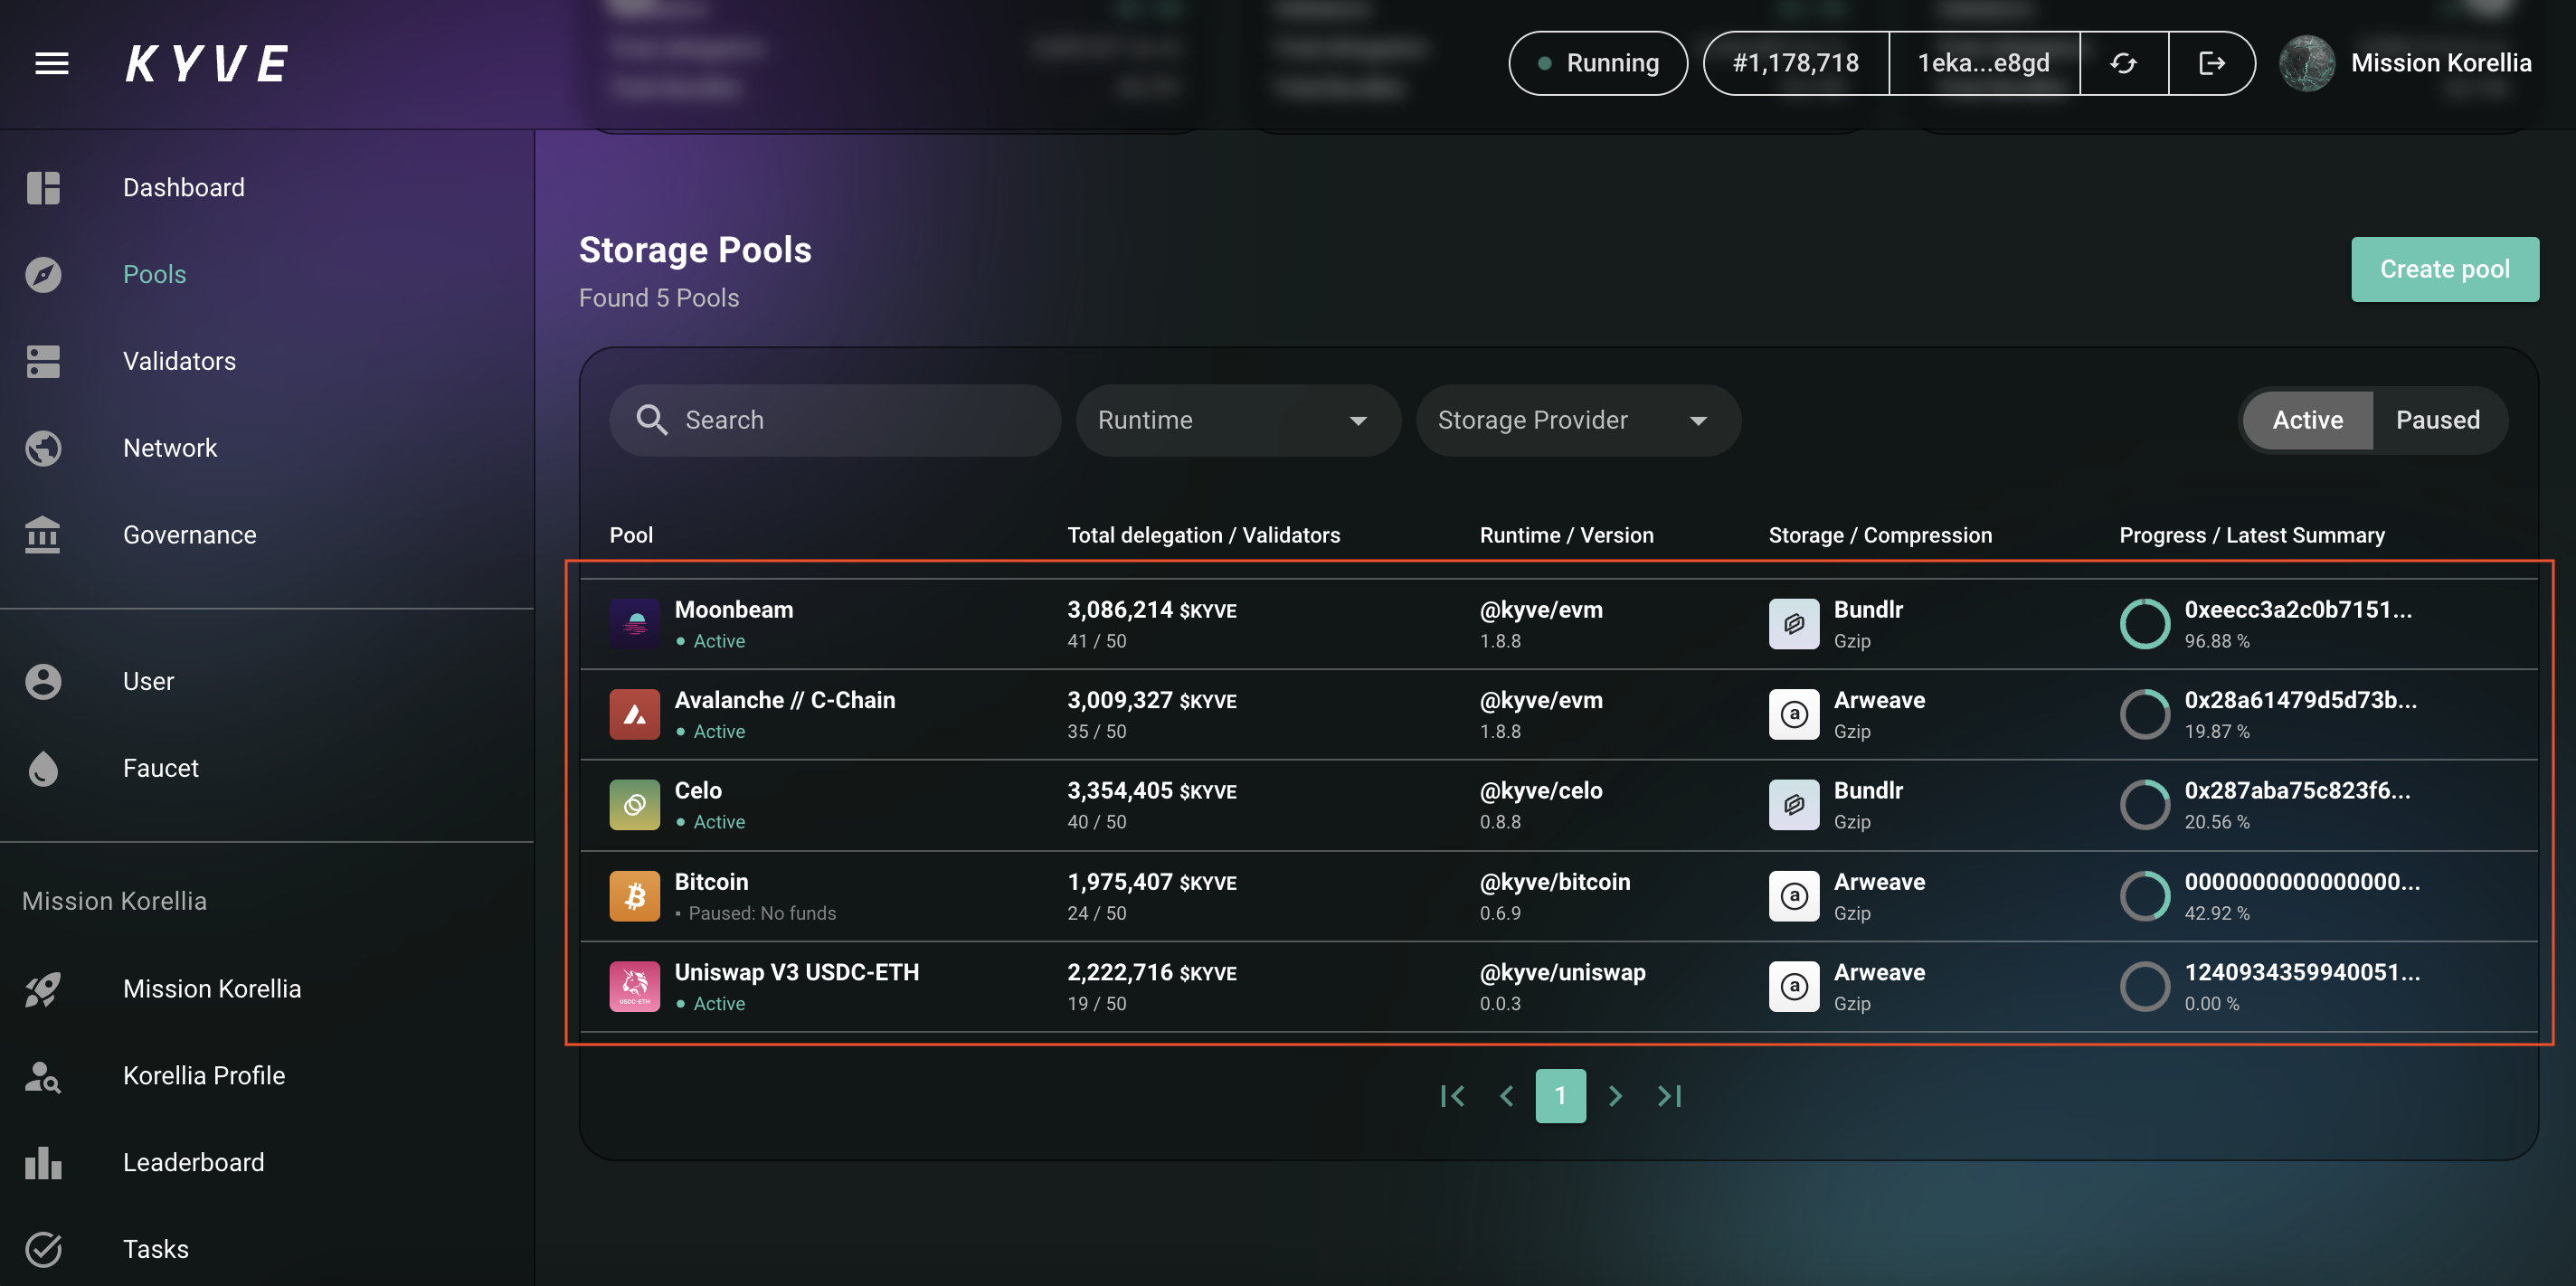 KYVE
Running
#1,178,718
1eka...e8gd
Mission Korellia
Dashboard
Pools
Validators
Network
Governance
User
Faucet
Mission Korellia
Mission Korellia
Korellia Profile
Leaderboard
Tasks
Storage Pools
Found 5 Pools
Create pool
Search
Runtime
Storage Provider
Active
Paused
Pool Total delegation / Validators Runtime / Version Storage / Compression Progress / Latest Summary
Moonbeam 3,086,214 $KYVE @kyve/evm Bundlr 0xeecc3a2c0b7151...
Active 41 / 50 1.8.8 Gzip 96.88 %
Avalanche // C-Chain 3,009,327 $KYVE @kyve/evm Arweave 0x28a61479d5d73b...
Active 35 / 50 1.8.8 Gzip 19.87 %
Celo 3,354,405 $KYVE @kyve/celo Bundlr 0x287aba75c823f6...
Active 40 / 50 0.8.8 Gzip 20.56 %
Bitcoin 1,975,407 $KYVE @kyve/bitcoin Arweave 0000000000000000...
Paused: No funds 24 / 50 0.6.9 Gzip 42.92 %
Uniswap V3 USDC-ETH 2,222,716 $KYVE @kyve/uniswap Arweave 1240934359940051...
USDC-ETH
Active 19 / 50 0.0.3 Gzip 0.00 %
1